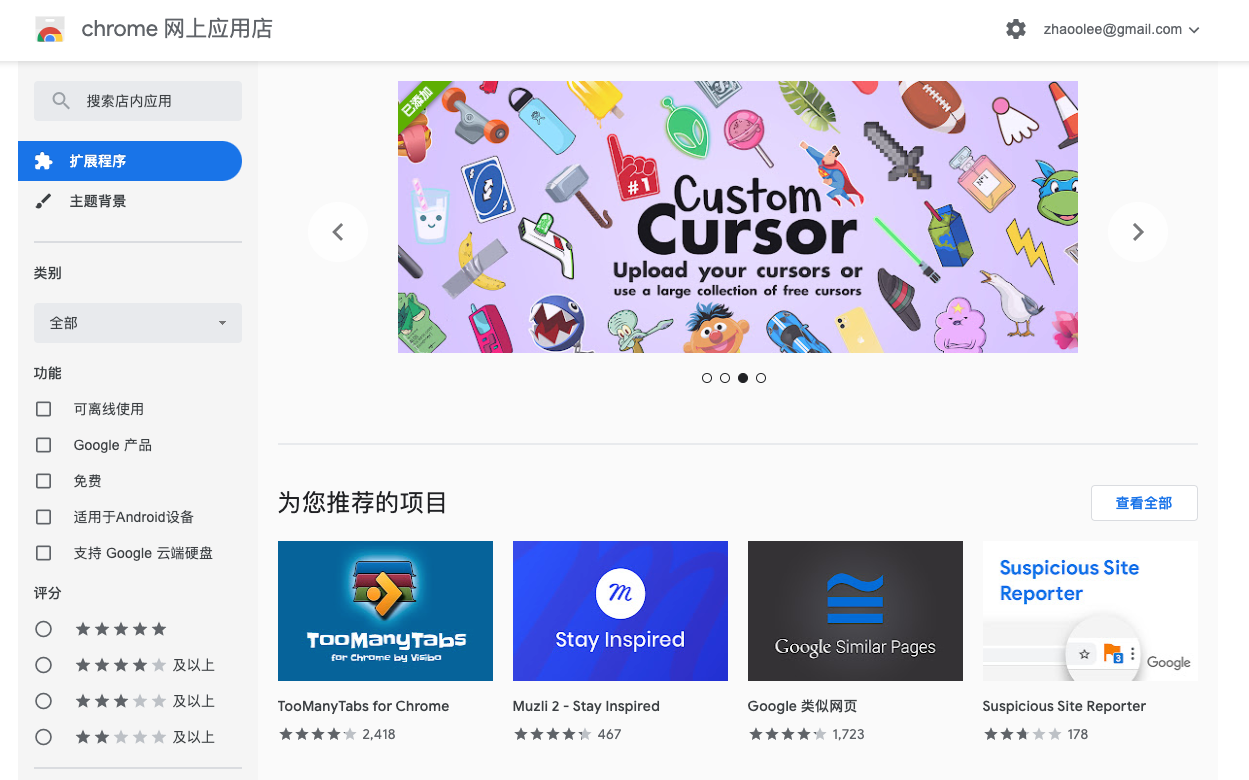 chrome 网上应用店
zhaoolee@gmail.com
搜索店内应用
扩展程序
主题背景
类别
全部
功能
可离线使用
Google 产品
免费
适用于Android设备
支持 Google 云端硬盘
评分
及以上
及以上
及以上
已添加
#1
Custom
Cursor
Upload your cursors or
use a large collection of free cursors
为您推荐的项目
查看全部
TooManyTabs
for Chrome by Visibo
TooManyTabs for Chrome
2,418
Stay Inspired
Muzli 2 - Stay Inspired
467
Google Similar Pages
Google 类似网页
1,723
Suspicious Site
Reporter
3
Google
Suspicious Site Reporter
178